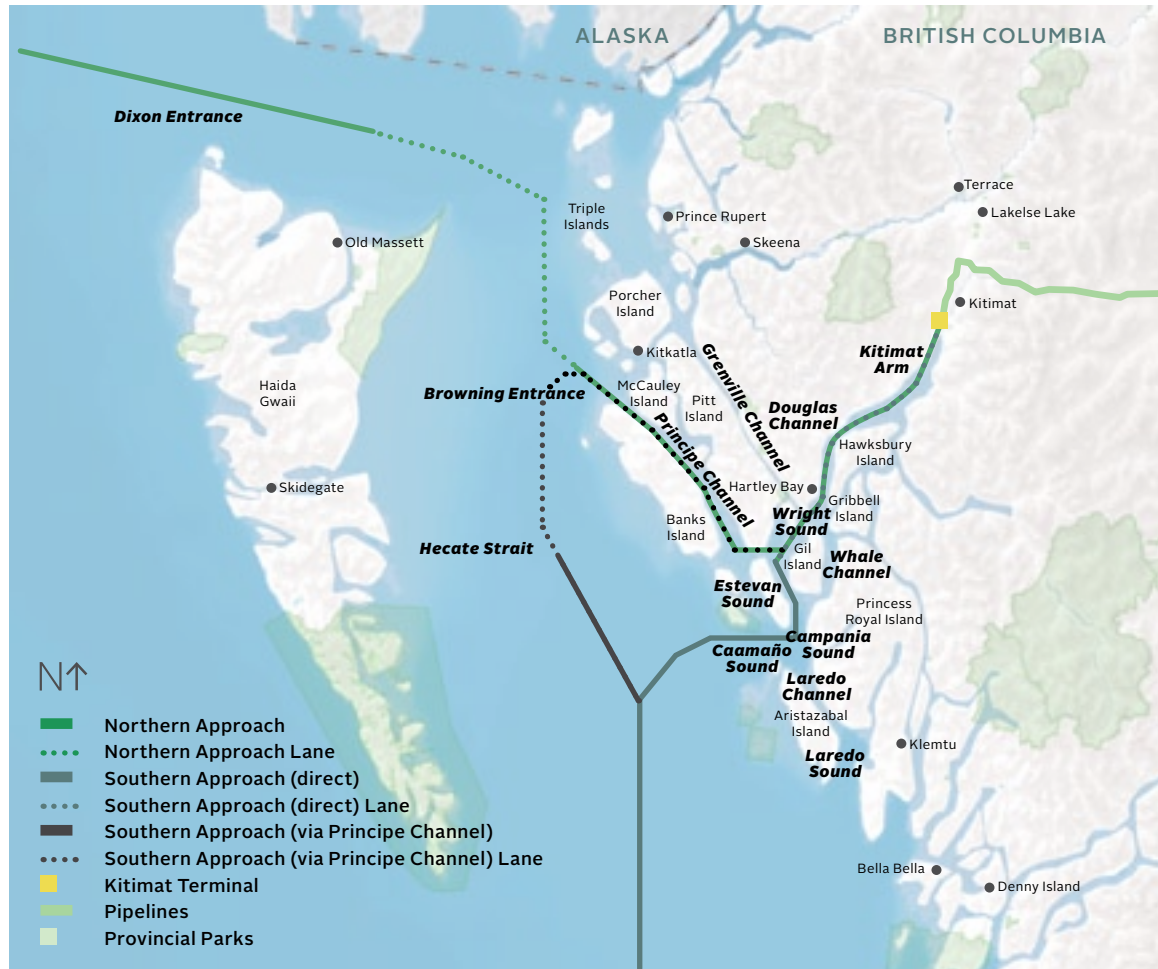 ALASKA
BRITISH COLUMBIA
Dixon Entrance
Terrace
Lakelse Lake
Triple
Islands
Prince Rupert
Skeena
Old Massett
Porcher
Island
Kitimat
Kitkatla
Kitimat
Arm
Grenville Channel
Haida
Gwaii
Browning Entrance
McCauley
Island
Pitt
Island
Douglas
Channel
Principe Channel
Hawksbury
Island
Skidegate
Hartley Bay
Gribbell
Island
Banks
Island
Wright
Sound
Hecate Strait
Gil
Island
Whale
Channel
Estevan
Sound
Princess
Royal Island
Campania
Sound
Caamaño
Sound
Laredo
Channel
Aristazabal
Island
Klemtu
Laredo
Sound
N↑
Northern Approach
Northern Approach Lane
Southern Approach (direct)
Southern Approach (direct) Lane
Southern Approach (via Principe Channel)
Southern Approach (via Principe Channel) Lane
Kitimat Terminal
Pipelines
Provincial Parks
Bella Bella
Denny Island